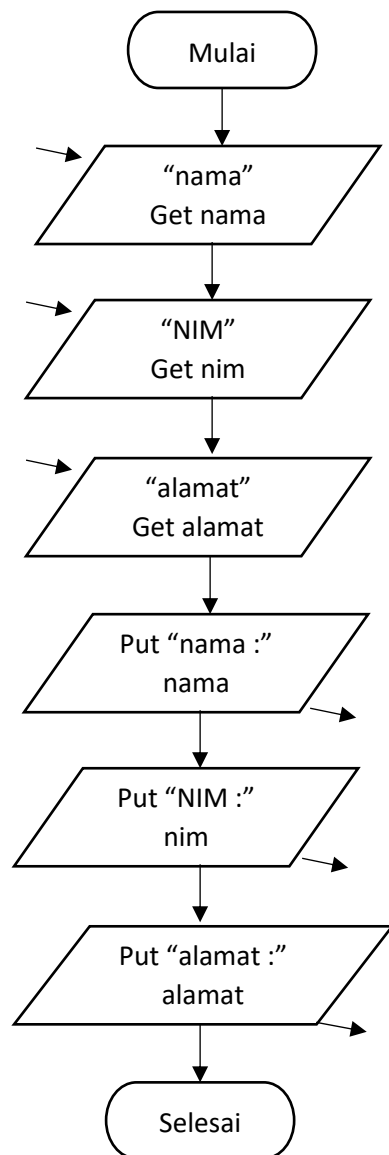 Mulai
“nama”
Get nama
“NIM”
Get nim
“alamat”
Get alamat
Put “nama :”
nama
Put “NIM :”
nim
Put “alamat :”
alamat
Selesai